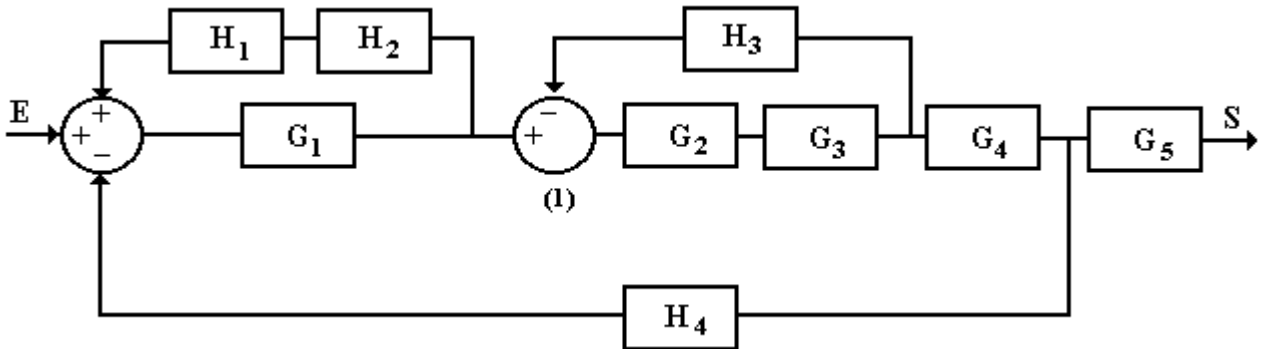 H1 H2 H3
E + + − G1 + − G2 G3 G4 G5 S
(1)
H4